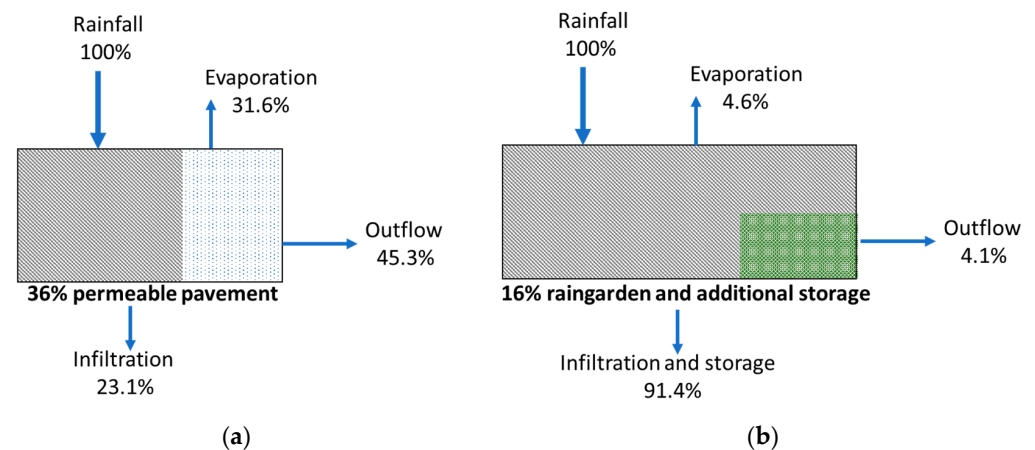 Rainfall
100%
Evaporation
31.6%
Outflow
45.3%
36% permeable pavement
Infiltration
23.1%
(a)
Rainfall
100%
Evaporation
4.6%
Outflow
4.1%
16% raingarden and additional storage
Infiltration and storage
91.4%
(b)